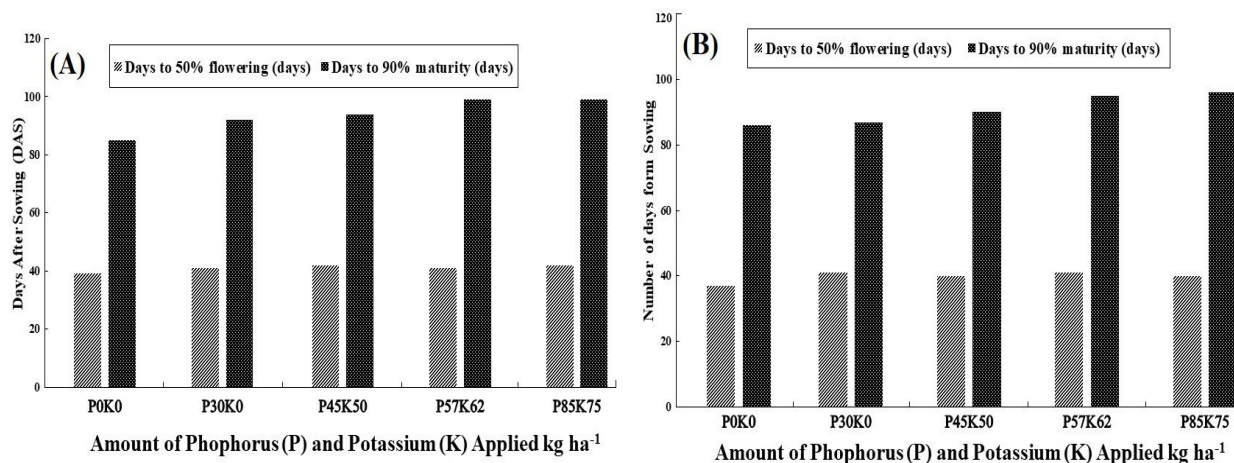 (A)
Days to 50% flowering (days) Days to 90% maturity (days)
Days After Sowing (DAS)
120
100
80
60
40
20
0
P0K0 P30K0 P45K50 P57K62 P85K75
Amount of Phophorus (P) and Potassium (K) Applied kg ha-1
(B)
Days to 50% flowering (days) Days to 90% maturity (days)
Number of days form Sowing
120
100
80
60
40
20
0
P0K0 P30K0 P45K50 P57K62 P85K75
Amount of Phophorus (P) and Potassium (K) Applied kg ha-1